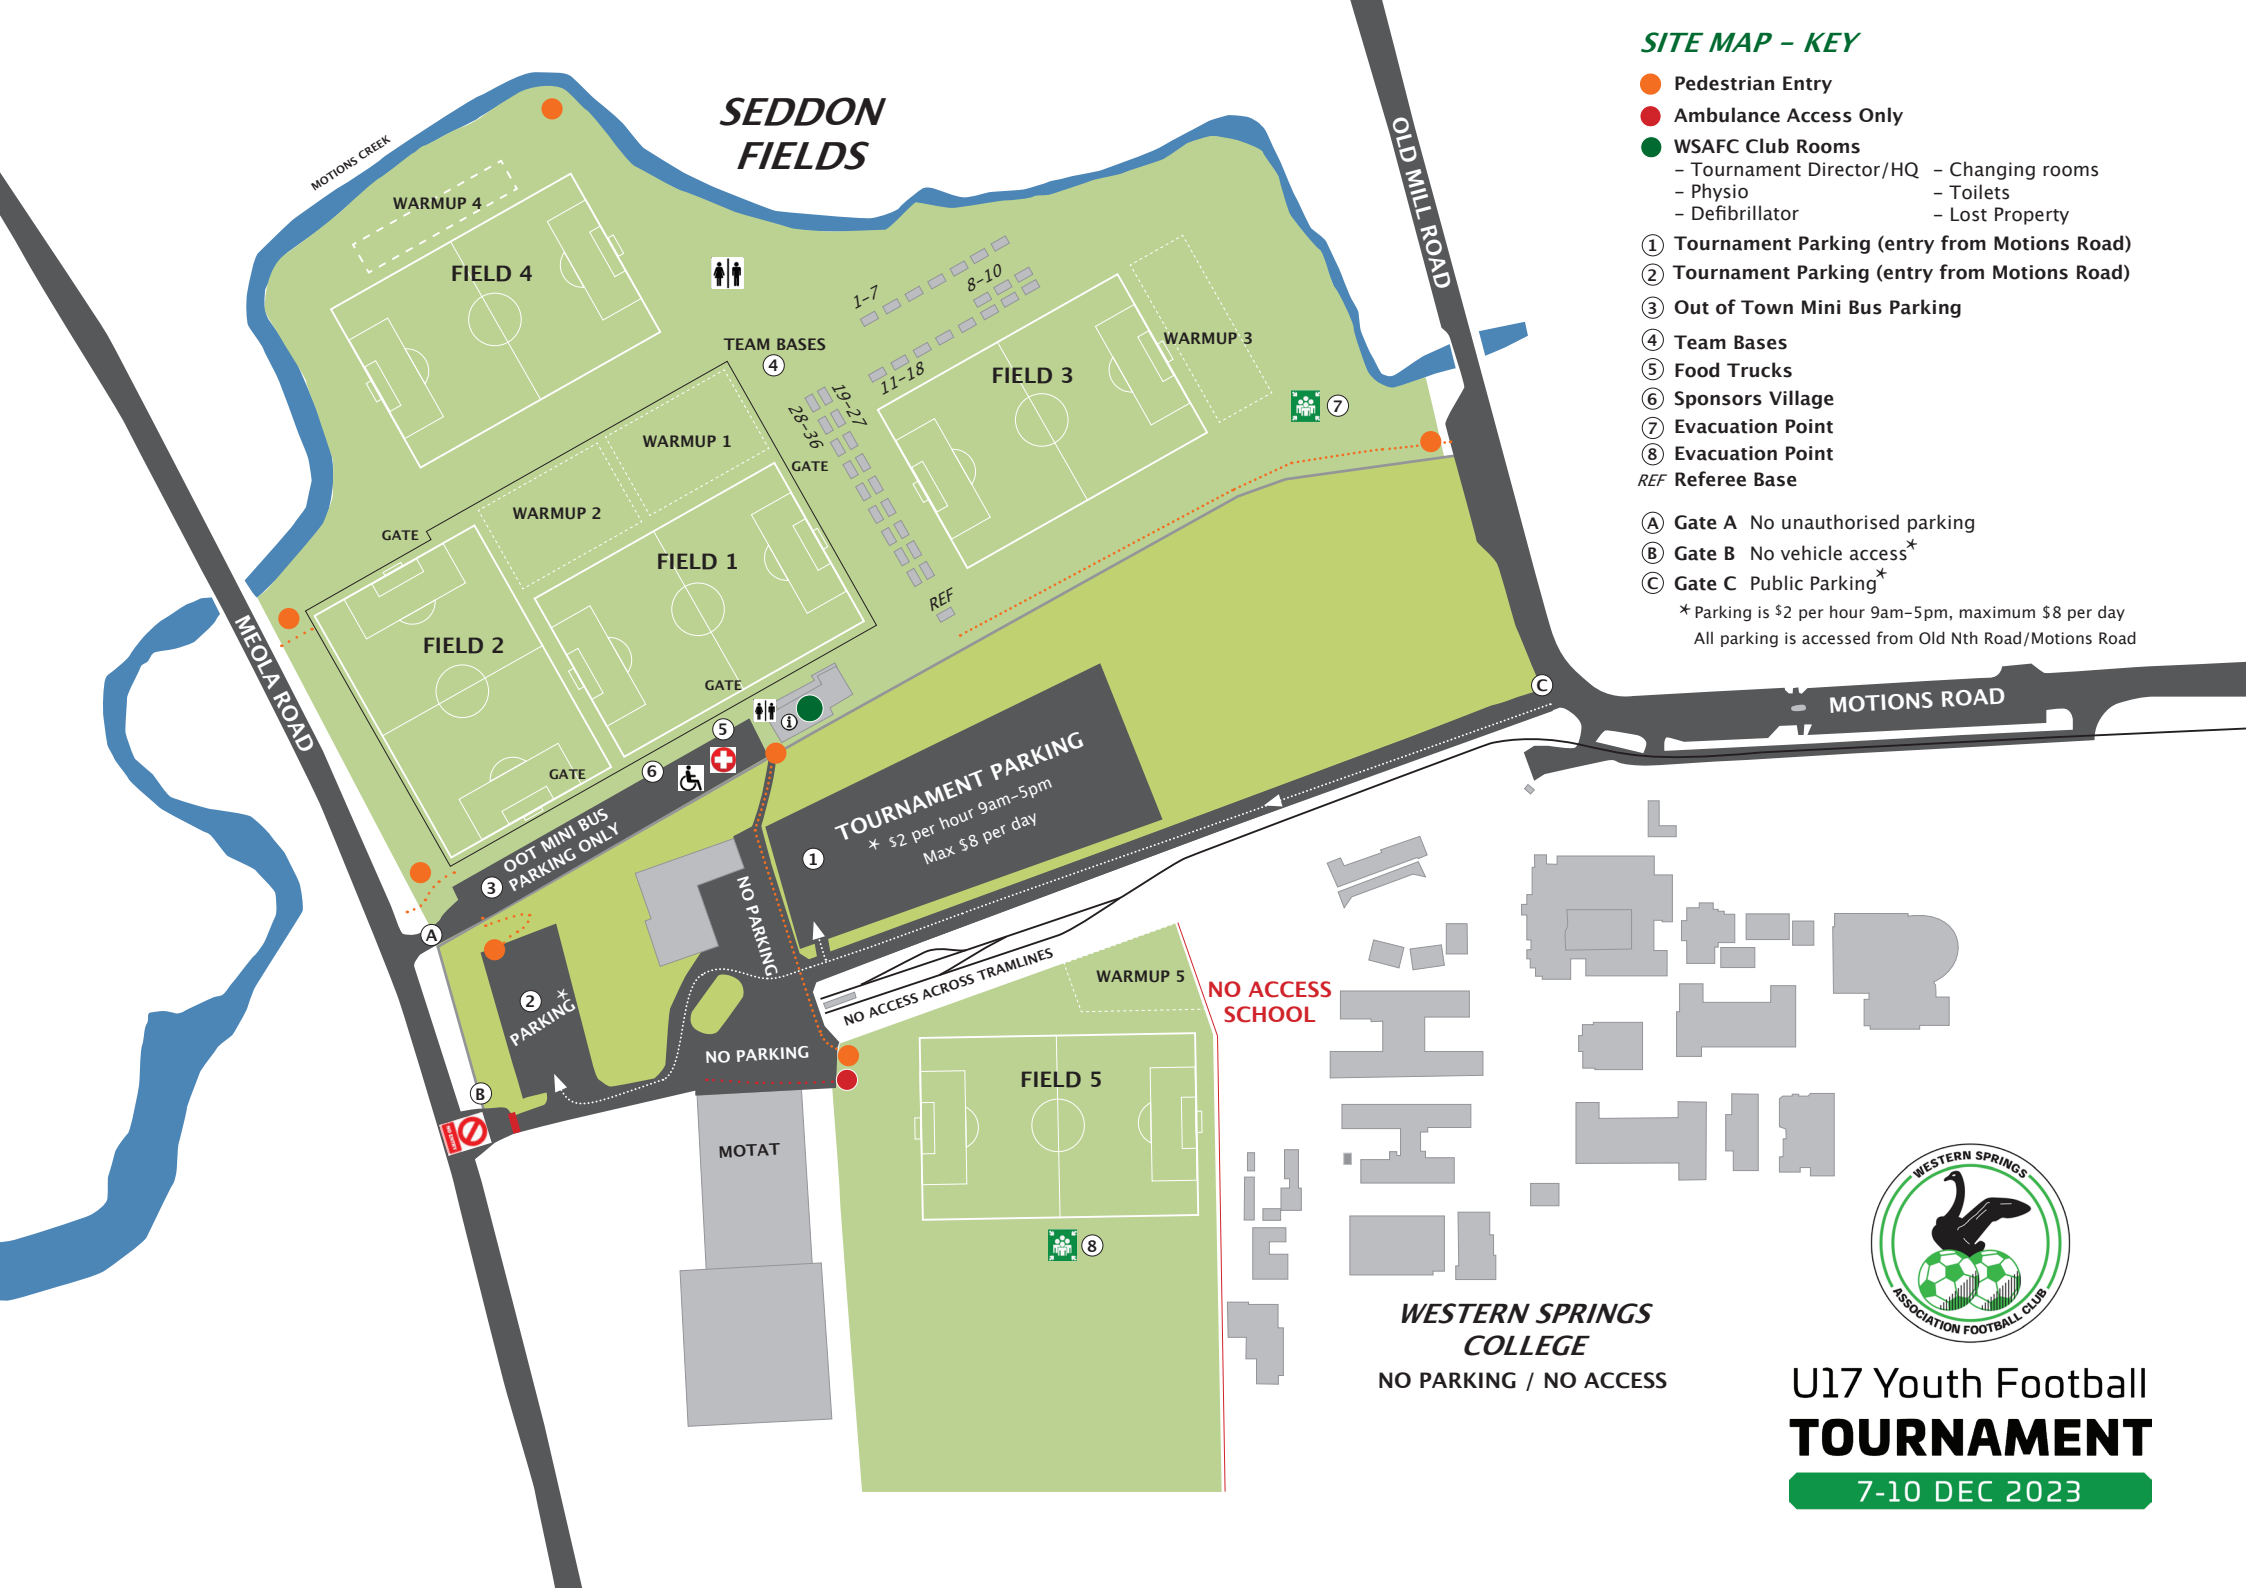 SEDDON
FIELDS
MOTIONS CREEK
WARMUP 4
FIELD 4
OLD MILL ROAD
1–7
8–10
TEAM BASES
4
11–18
FIELD 3
WARMUP 3
7
19–27
28–36
WARMUP 1
GATE
WARMUP 2
GATE
FIELD 1
REF
FIELD 2
MEOLA ROAD
GATE
5
i
GATE
6
OOT MINI BUS
PARKING ONLY
3
TOURNAMENT PARKING
* $2 per hour 9am–5pm
Max $8 per day
1
NO PARKING
C
MOTIONS ROAD
A
2
*
PARKING
NO PARKING
NO ACCESS ACROSS TRAMLINES
WARMUP 5
NO ACCESS
SCHOOL
B
NO ENTRY
FIELD 5
MOTAT
8
WESTERN SPRINGS
COLLEGE
NO PARKING / NO ACCESS
SITE MAP – KEY
Pedestrian Entry
Ambulance Access Only
WSAFC Club Rooms
– Tournament Director/HQ – Changing rooms
– Physio – Toilets
– Defibrillator – Lost Property
1 Tournament Parking (entry from Motions Road)
2 Tournament Parking (entry from Motions Road)
3 Out of Town Mini Bus Parking
4 Team Bases
5 Food Trucks
6 Sponsors Village
7 Evacuation Point
8 Evacuation Point
REF Referee Base
A Gate A No unauthorised parking
B Gate B No vehicle access*
C Gate C Public Parking*
* Parking is $2 per hour 9am–5pm, maximum $8 per day
All parking is accessed from Old Nth Road/Motions Road
WESTERN SPRINGS
ASSOCIATION FOOTBALL CLUB
U17 Youth Football
TOURNAMENT
7-10 DEC 2023